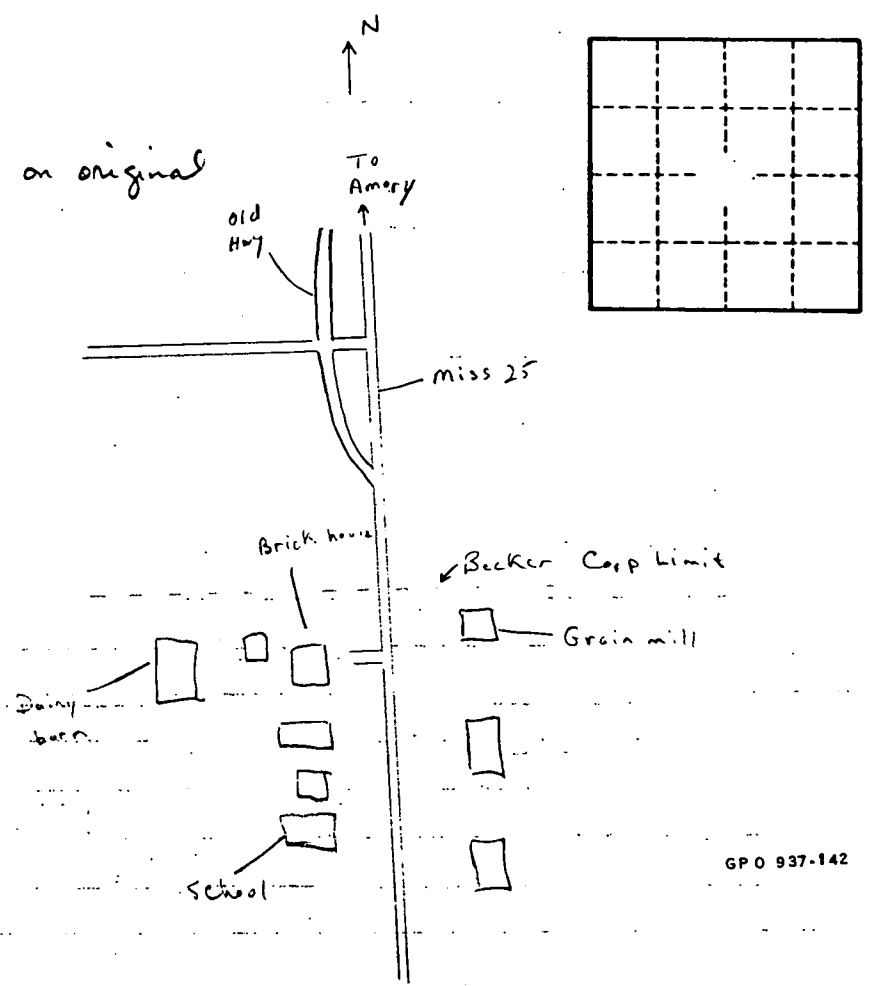 N
on original
To
Amory
Old
Hwy
Miss 25
Brick house
Becker Corp Limit
Grain mill
Dairy
barn
School
GPO 937-142